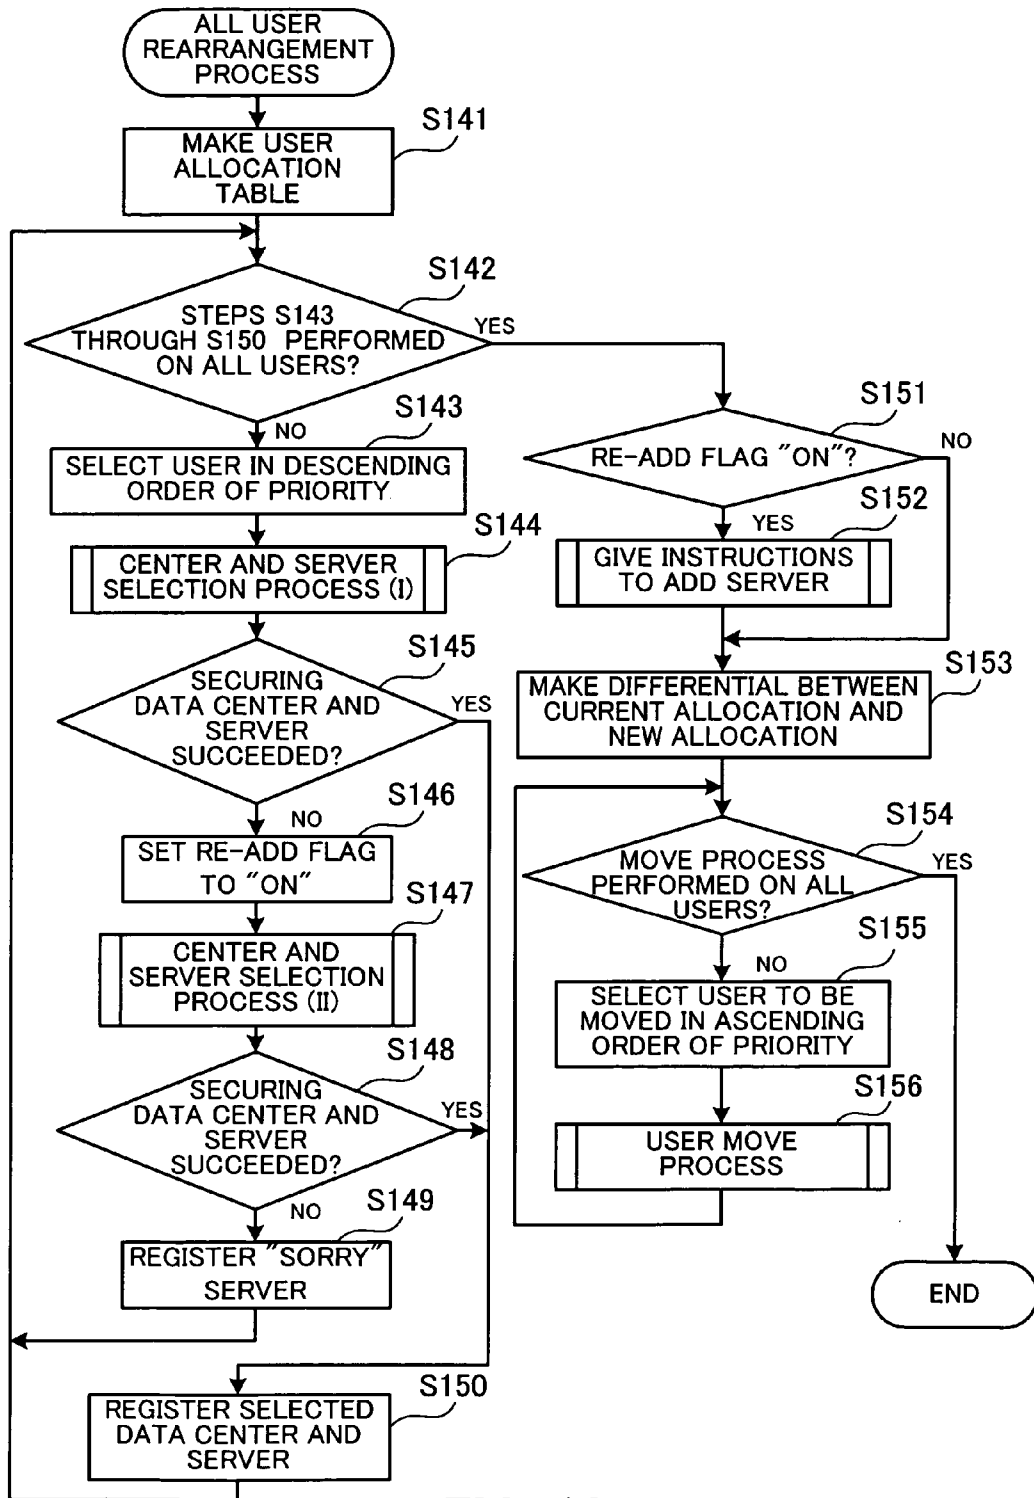 ALL USER
REARRANGEMENT
PROCESS
S141
MAKE USER
ALLOCATION
TABLE
S142
STEPS S143
THROUGH S150 PERFORMED
ON ALL USERS?
YES
NO
S143
SELECT USER IN DESCENDING
ORDER OF PRIORITY
S144
CENTER AND SERVER
SELECTION PROCESS (I)
S145
SECURING
DATA CENTER AND
SERVER
SUCCEEDED?
YES
NO
S146
SET RE-ADD FLAG
TO "ON"
S147
CENTER AND
SERVER SELECTION
PROCESS (II)
S148
SECURING
DATA CENTER AND
SERVER
SUCCEEDED?
YES
NO
S149
REGISTER "SORRY"
SERVER
S150
REGISTER SELECTED
DATA CENTER AND
SERVER
S151
RE-ADD FLAG "ON"?
NO
YES
S152
GIVE INSTRUCTIONS
TO ADD SERVER
S153
MAKE DIFFERENTIAL BETWEEN
CURRENT ALLOCATION AND
NEW ALLOCATION
S154
MOVE PROCESS
PERFORMED ON ALL
USERS?
YES
NO
S155
SELECT USER TO BE
MOVED IN ASCENDING
ORDER OF PRIORITY
S156
USER MOVE
PROCESS
END